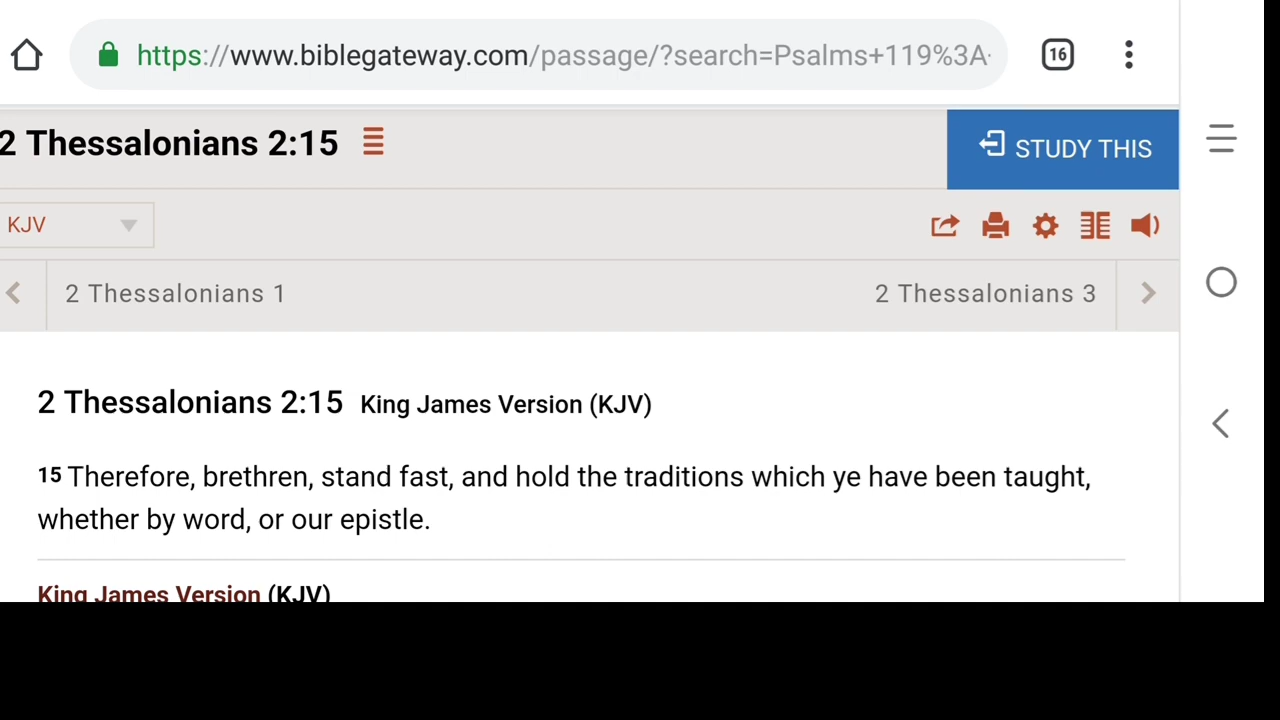 https://www.biblegateway.com/passage/?search=Psalms+119%3A
16
2 Thessalonians 2:15
STUDY THIS
KJV
2 Thessalonians 1
2 Thessalonians 3
2 Thessalonians 2:15 King James Version (KJV)
15 Therefore, brethren, stand fast, and hold the traditions which ye have been taught,
whether by word, or our epistle.
King James Version (KJV)